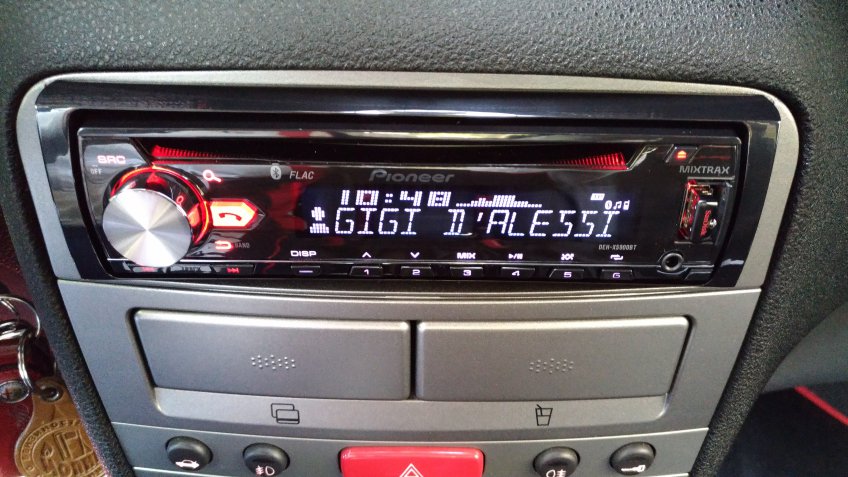 SRC
OFF
FLAC
Pioneer
MIXTRAX
10:48
GIGI D'ALESSI
BAND
DEH-X5800BT
DISP
MIX
1 2 3 4 5 6